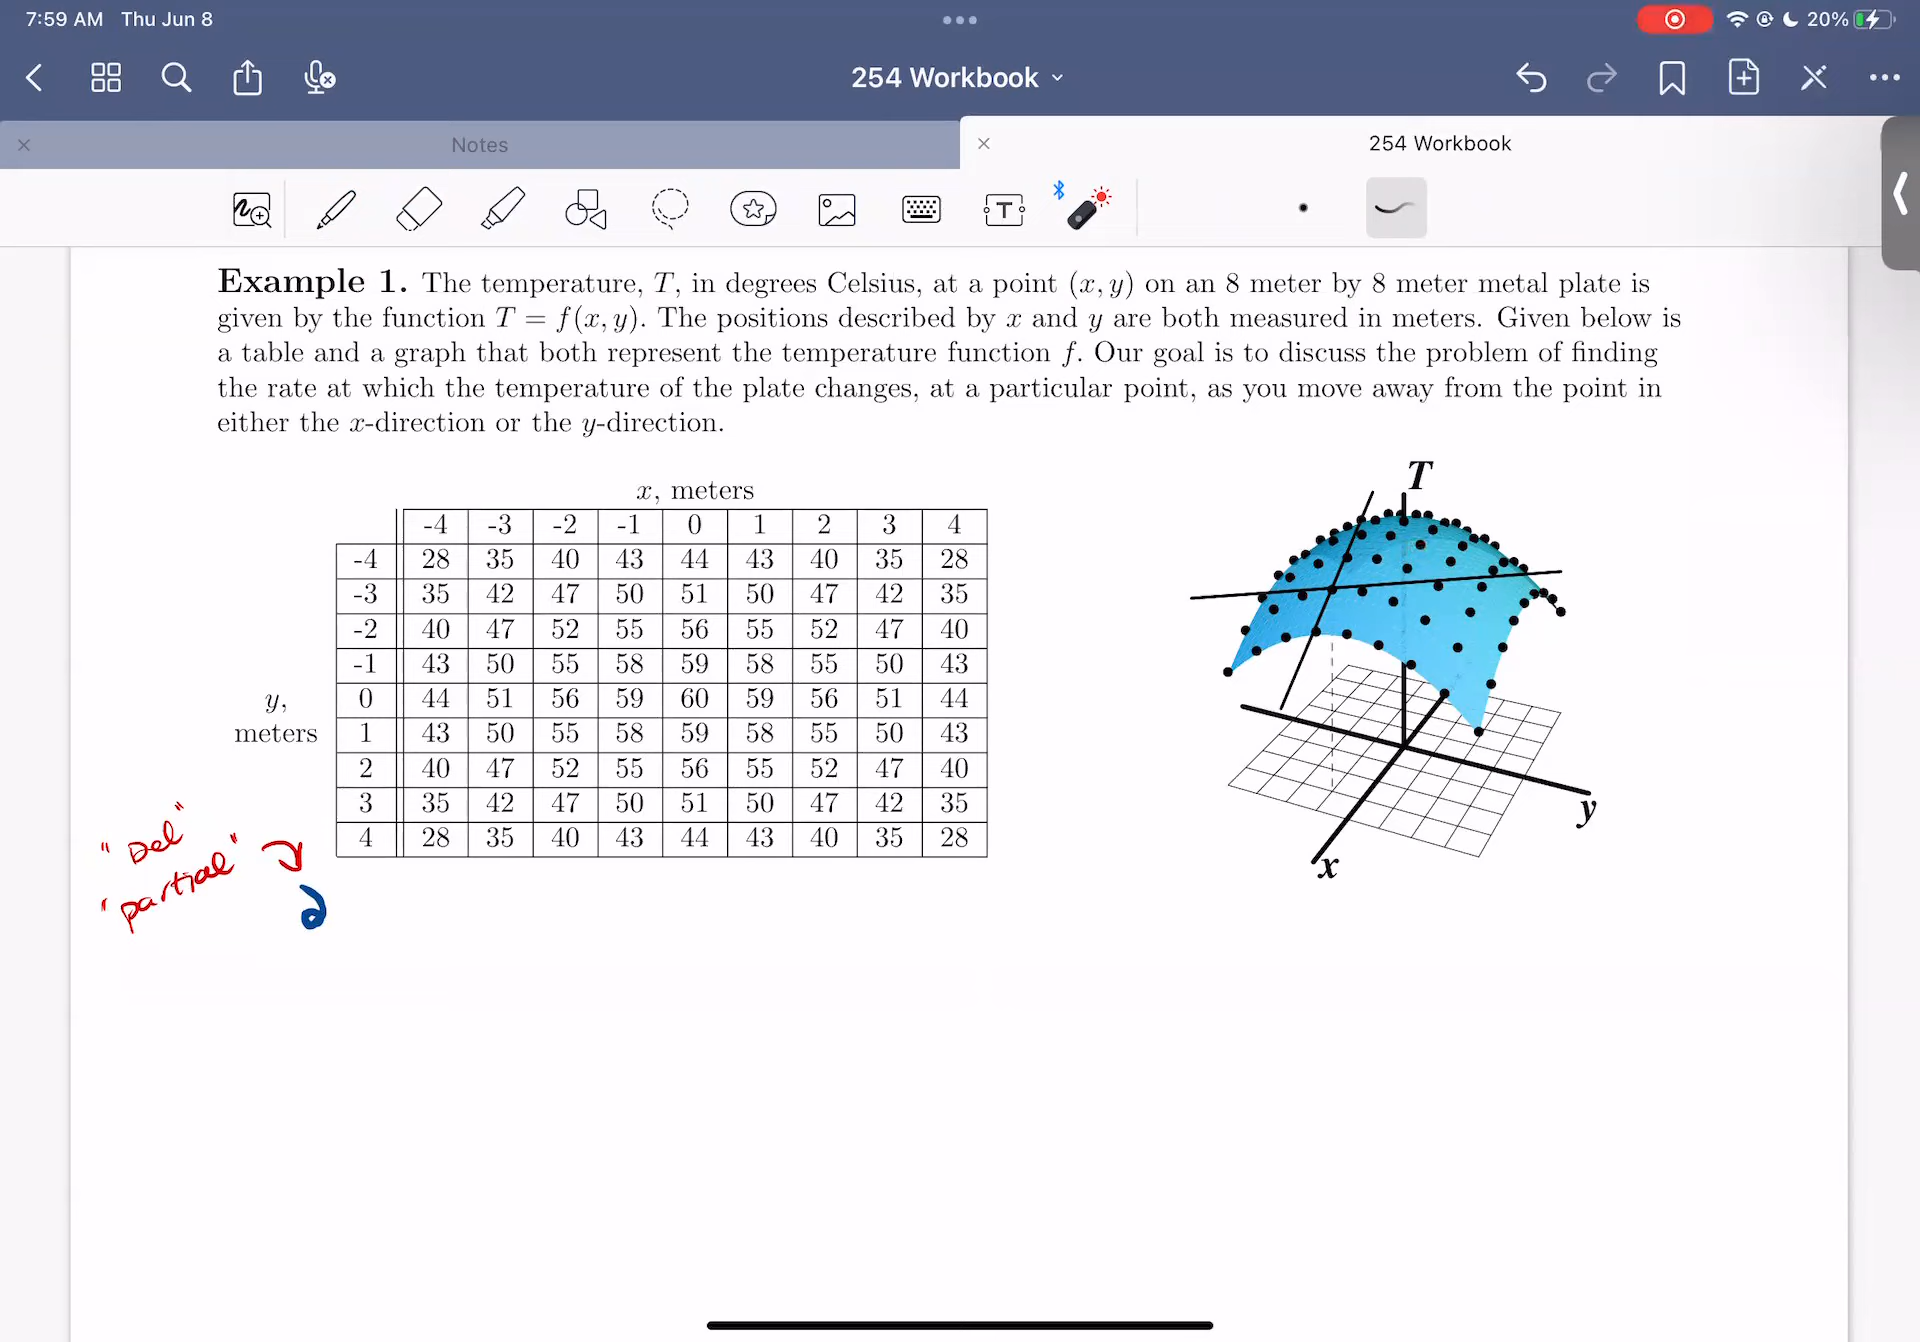 7:59 AM Thu Jun 8
20%
254 Workbook
Notes
254 Workbook
Example 1. The temperature, T, in degrees Celsius, at a point (x, y) on an 8 meter by 8 meter metal plate is
given by the function T = f(x, y). The positions described by x and y are both measured in meters. Given below is
a table and a graph that both represent the temperature function f. Our goal is to discuss the problem of finding
the rate at which the temperature of the plate changes, at a particular point, as you move away from the point in
either the x-direction or the y-direction.
x, meters
-4 -3 -2 -1 0 1 2 3 4
-4 28 35 40 43 44 43 40 35 28
-3 35 42 47 50 51 50 47 42 35
-2 40 47 52 55 56 55 52 47 40
-1 43 50 55 58 59 58 55 50 43
y,
meters
0 44 51 56 59 60 59 56 51 44
1 43 50 55 58 59 58 55 50 43
2 40 47 52 55 56 55 52 47 40
3 35 42 47 50 51 50 47 42 35
4 28 35 40 43 44 43 40 35 28
T
y
x
"Del"
"partial"
∂